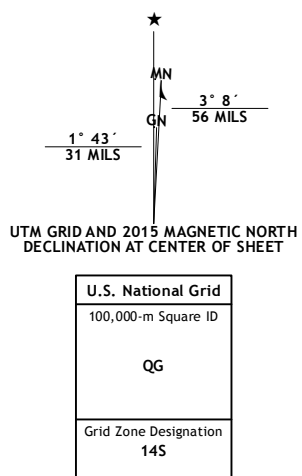 ★
MN
3° 8´
56 MILS
GN
1° 43´
31 MILS
UTM GRID AND 2015 MAGNETIC NORTH
DECLINATION AT CENTER OF SHEET
U.S. National Grid
100,000-m Square ID
QG
Grid Zone Designation
14S